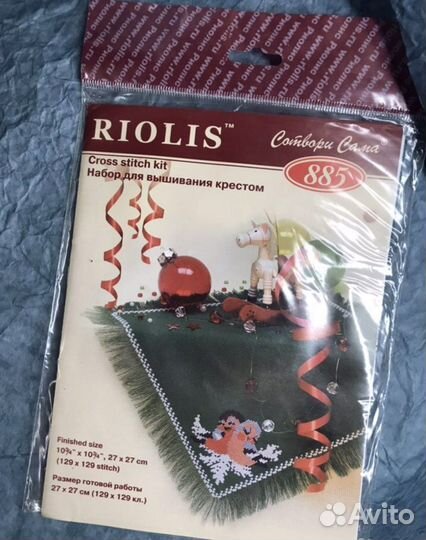 RIOLIS™
Сотвори Сама
885
Cross stitch kit
Набор для вышивания крестом
Finished size
10¾" x 10¾", 27 x 27 cm
(129 x 129 stitch)
Размер готовой работы
27 x 27 см (129 x 129 кл.)
Avito